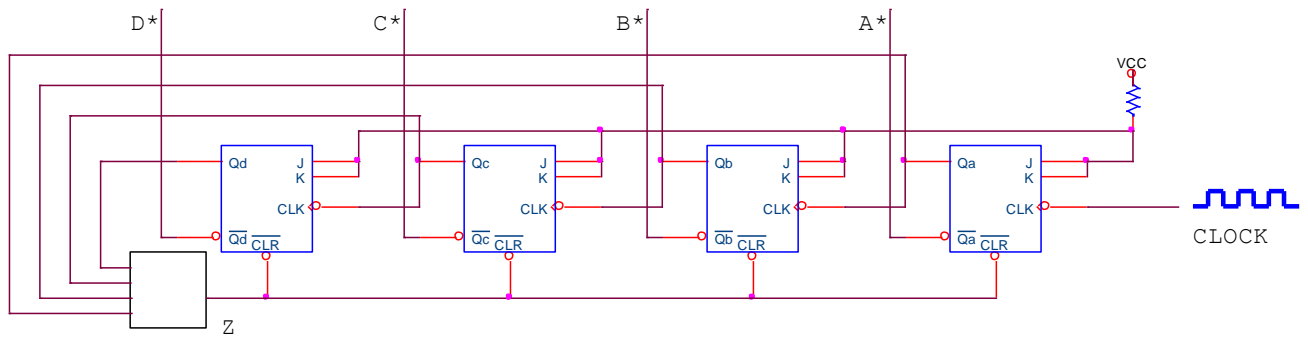 D* C* B* A*
VCC
Qd J Qc J Qb J Qa J
K K K K
CLK CLK CLK CLK
CLOCK
Qd CLR Qc CLR Qb CLR Qa CLR
Z